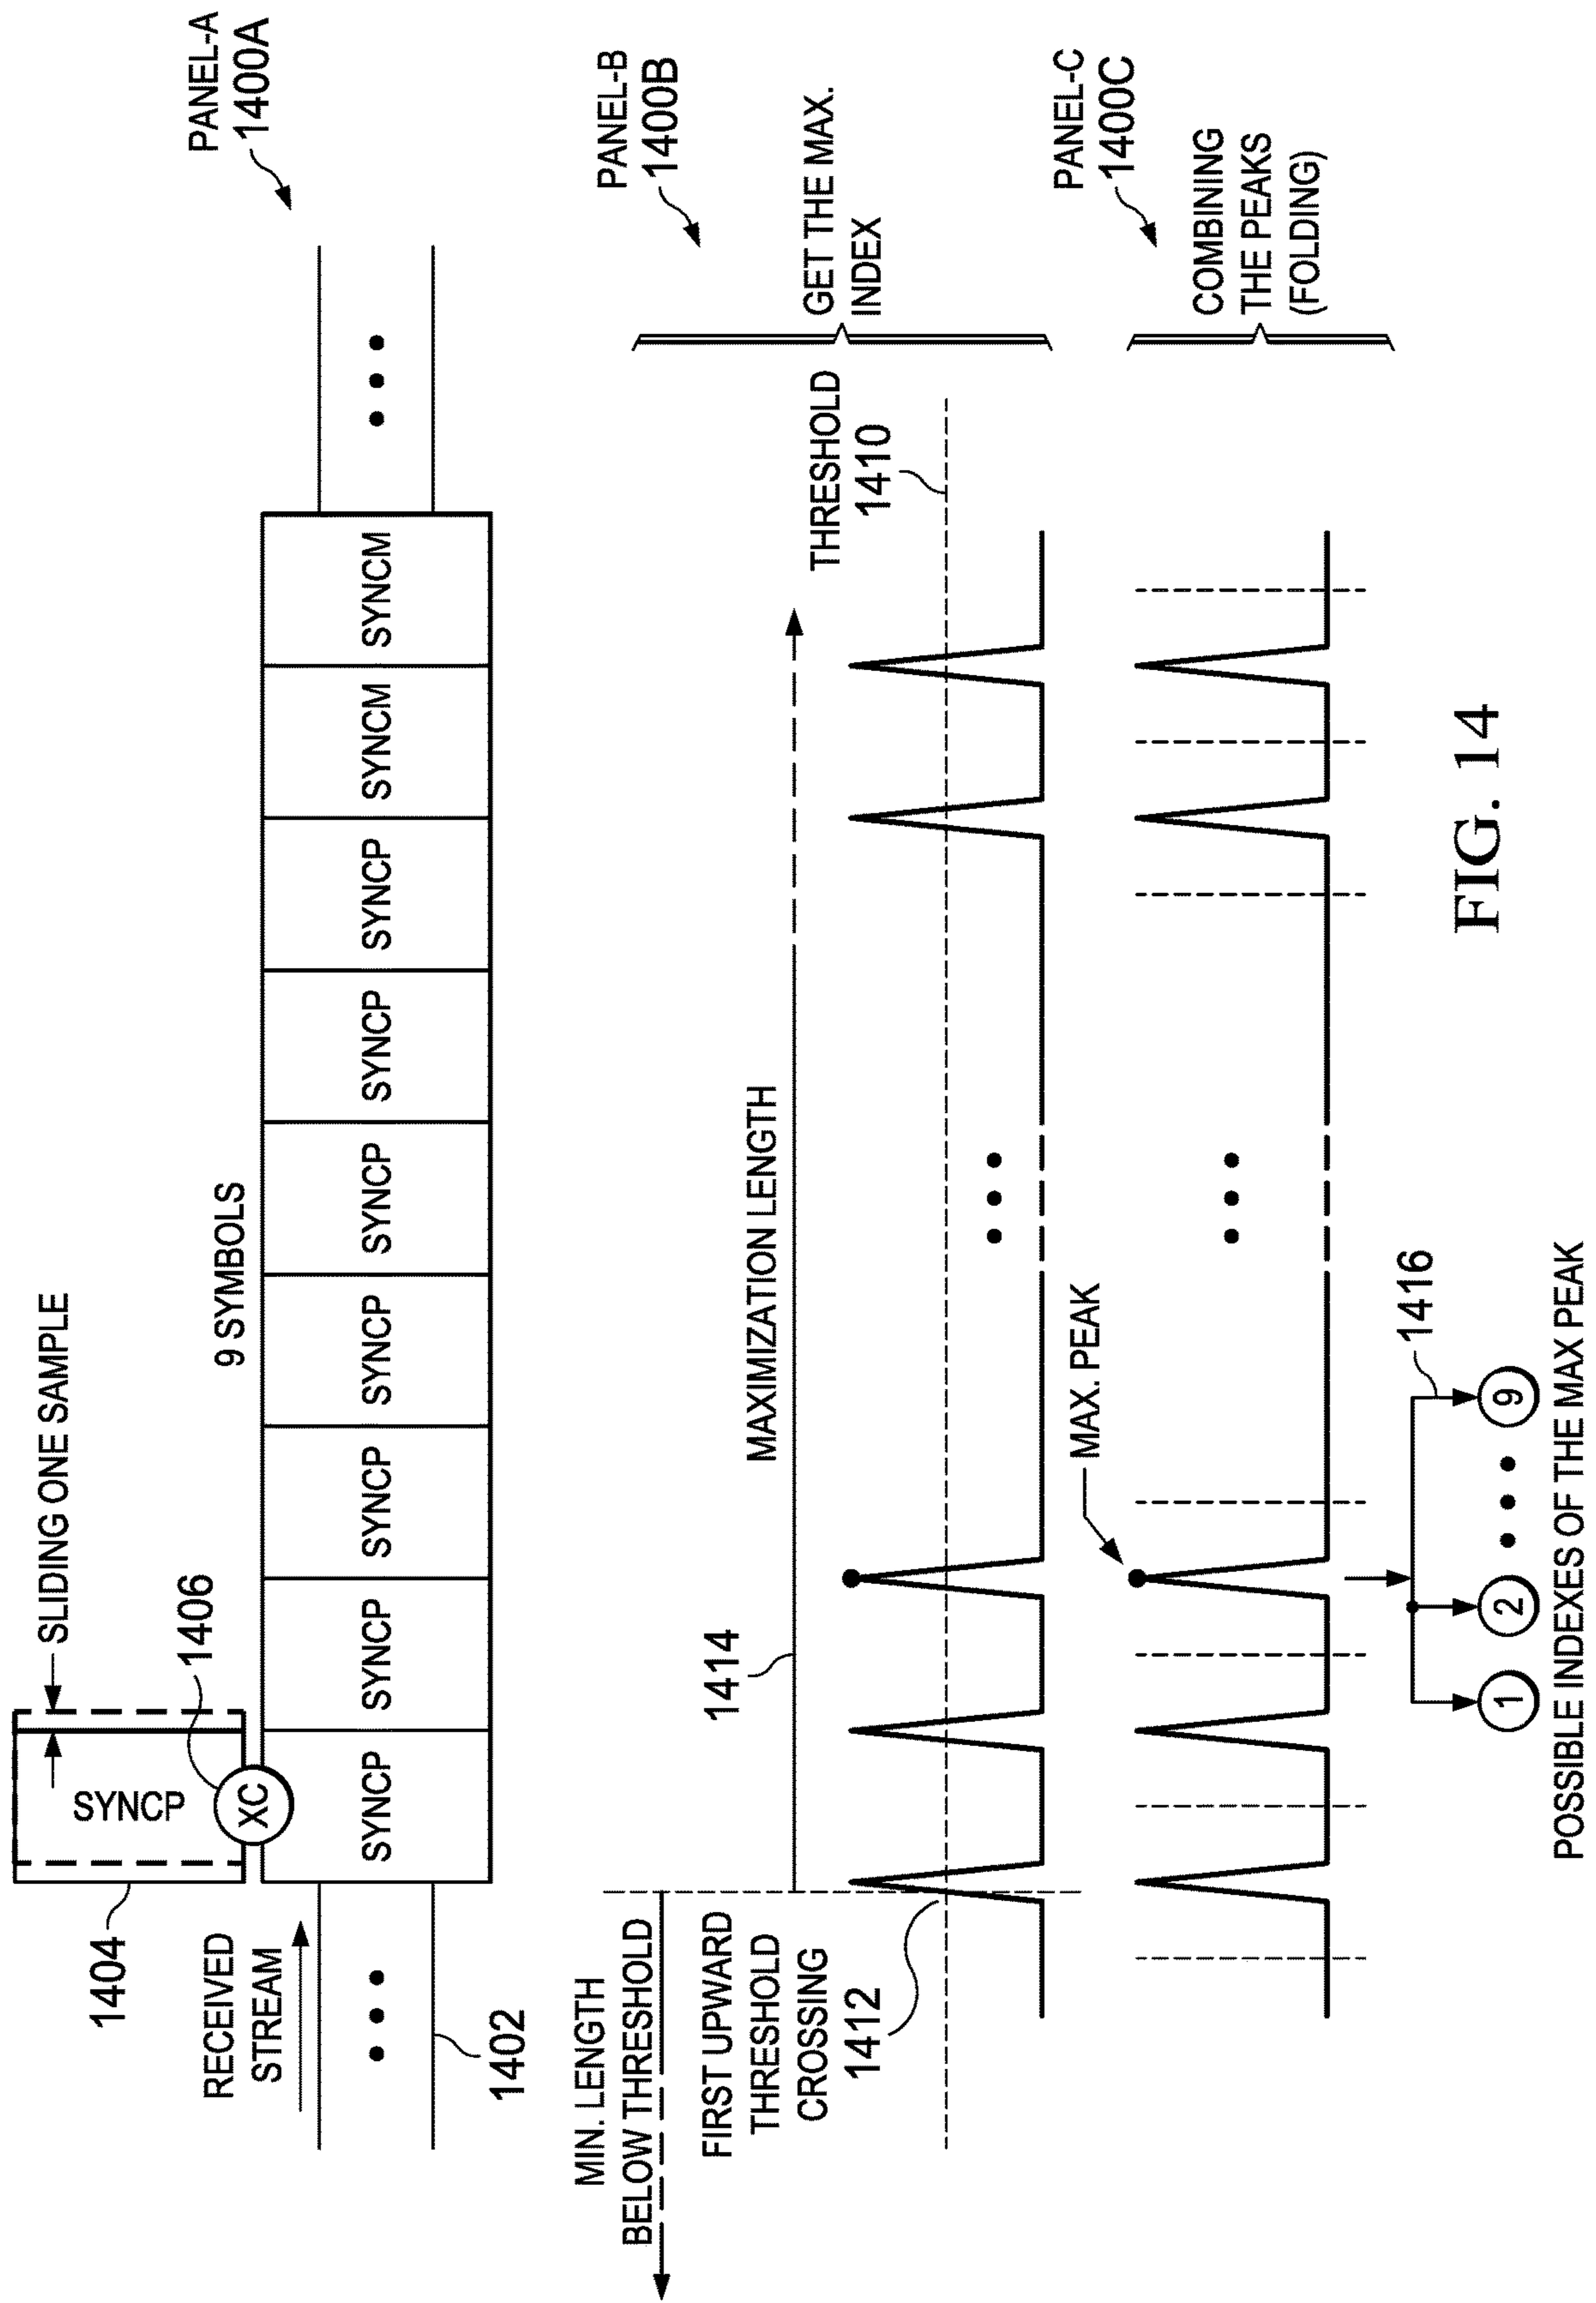 SLIDING ONE SAMPLE
1404
SYNCP
1406
XC
9 SYMBOLS
PANEL-A
1400A
RECEIVED
STREAM
SYNCP
SYNCP
SYNCP
SYNCP
SYNCP
SYNCP
SYNCP
SYNCM
SYNCM
1402
MIN. LENGTH
BELOW THRESHOLD
FIRST UPWARD
THRESHOLD
CROSSING
1412
1414
MAXIMIZATION LENGTH
THRESHOLD
1410
PANEL-B
1400B
GET THE MAX.
INDEX
MAX. PEAK
PANEL-C
1400C
COMBINING
THE PEAKS
(FOLDING)
1416
1
2
9
POSSIBLE INDEXES OF THE MAX PEAK
FIG. 14